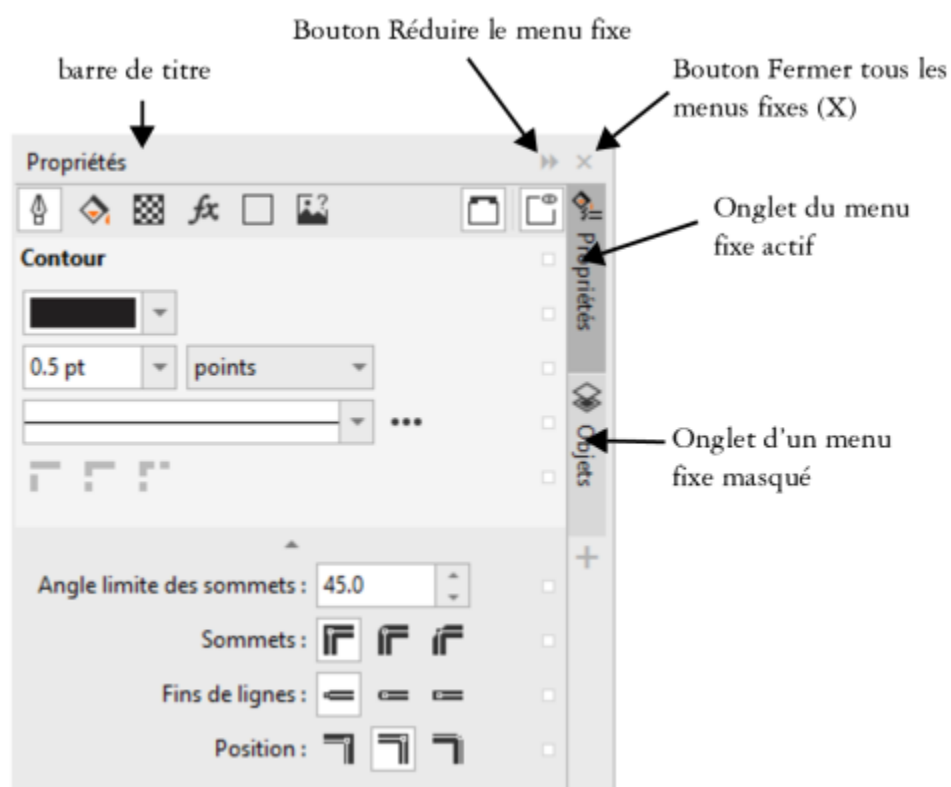 Bouton Réduire le menu fixe
barre de titre
Bouton Fermer tous les
menus fixes (X)
Propriétés
fx
Onglet du menu
fixe actif
Propriétés
Contour
0.5 pt
points
Objets
Onglet d'un menu
fixe masqué
Angle limite des sommets : 45.0
Sommets :
Fins de lignes :
Position :